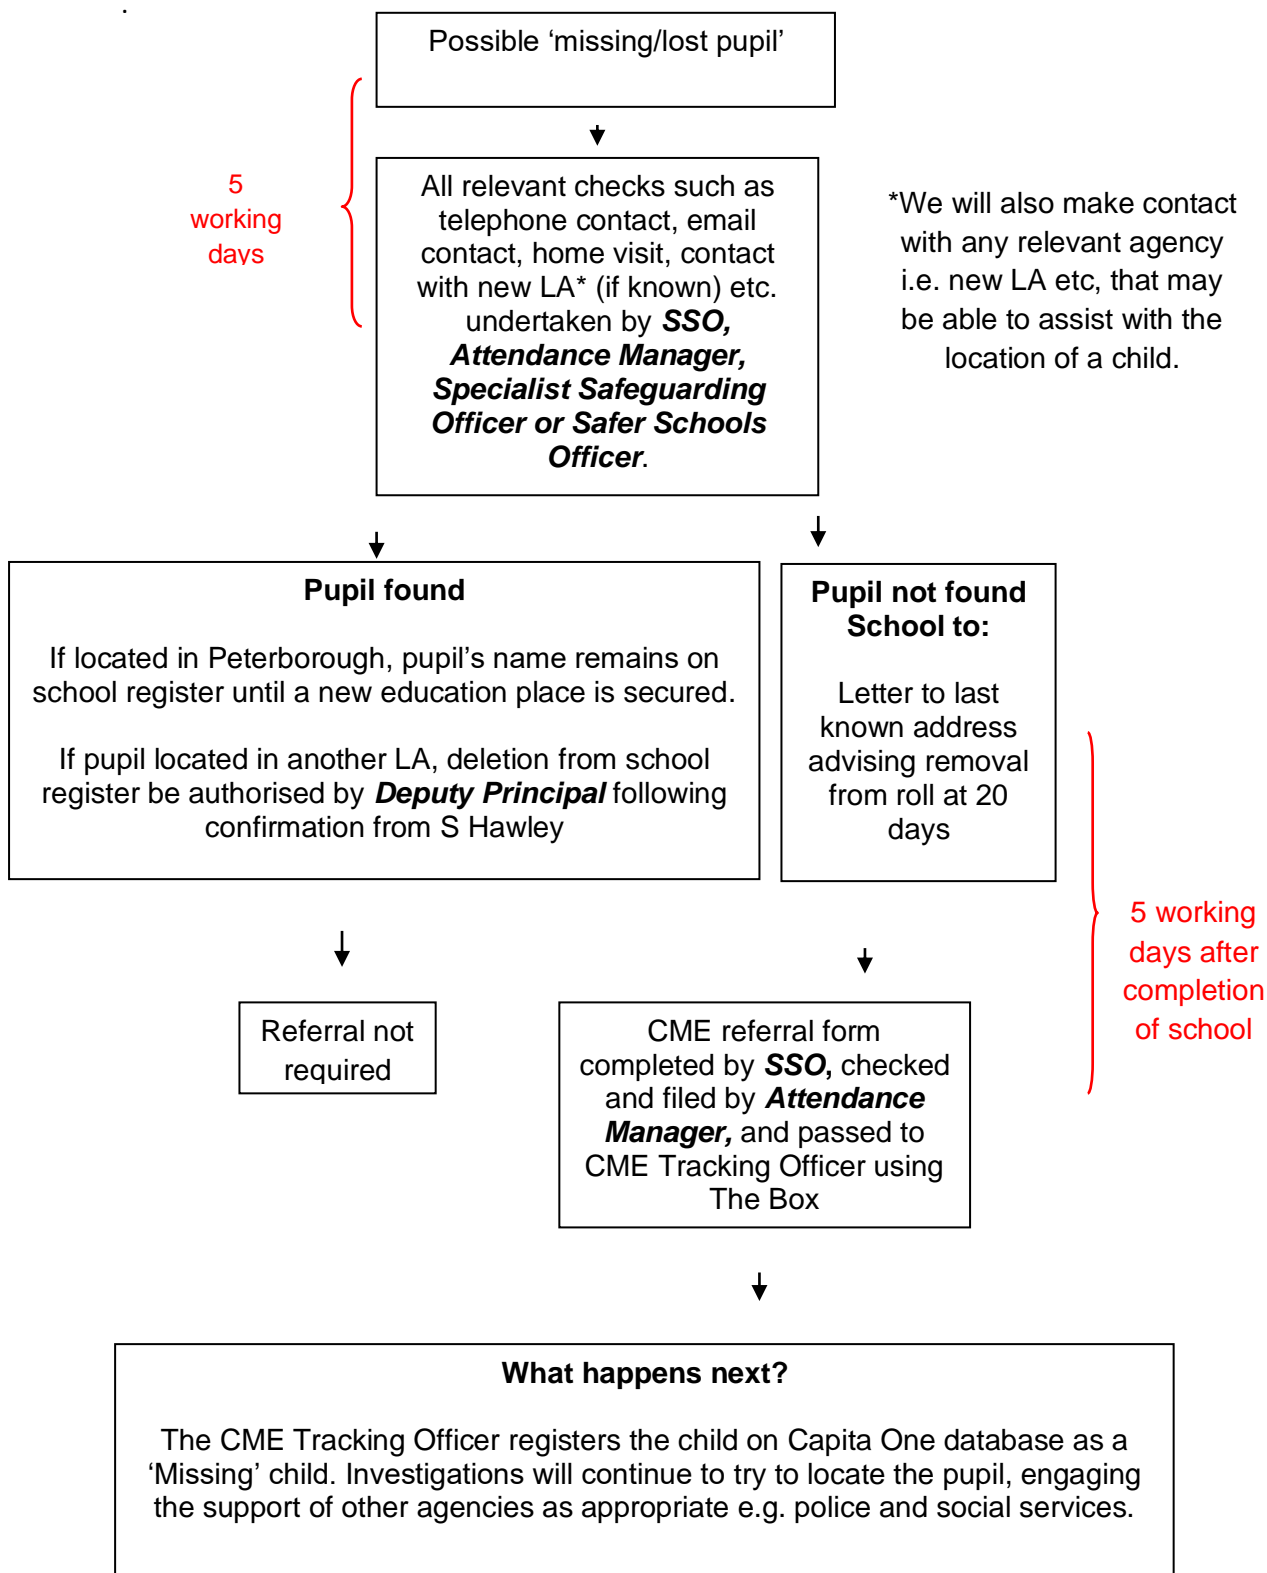 .
Possible ‘missing/lost pupil’
5
working
days
All relevant checks such as
telephone contact, email
contact, home visit, contact
with new LA* (if known) etc.
undertaken by SSO,
Attendance Manager,
Specialist Safeguarding
Officer or Safer Schools
Officer.
*We will also make contact
with any relevant agency
i.e. new LA etc, that may
be able to assist with the
location of a child.
Pupil found
If located in Peterborough, pupil’s name remains on
school register until a new education place is secured.
If pupil located in another LA, deletion from school
register be authorised by Deputy Principal following
confirmation from S Hawley
Pupil not found
School to:
Letter to last
known address
advising removal
from roll at 20
days
5 working
days after
completion
of school
Referral not
required
CME referral form
completed by SSO, checked
and filed by Attendance
Manager, and passed to
CME Tracking Officer using
The Box
What happens next?
The CME Tracking Officer registers the child on Capita One database as a
‘Missing’ child. Investigations will continue to try to locate the pupil, engaging
the support of other agencies as appropriate e.g. police and social services.